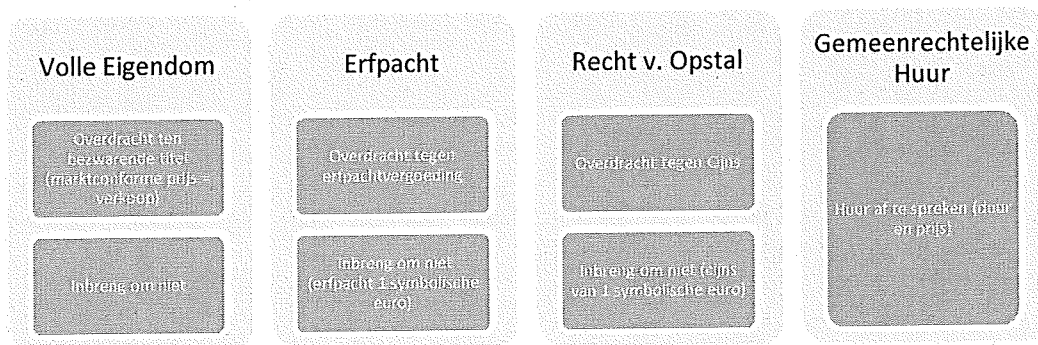 Volle Eigendom
Overdracht ten
bezwarende titel
(marktconforme prijs =
verkoop)
Inbreng om niet
Erfpacht
Overdracht tegen
erfpachtvergoeding
Inbreng om niet
(erfpacht 1 symbolische
euro)
Recht v. Opstal
Overdracht tegen Cijns
Inbreng om niet (cijns
van 1 symbolische euro)
Gemeenrechtelijke
Huur
Huur af te spreken (duur
en prijs)